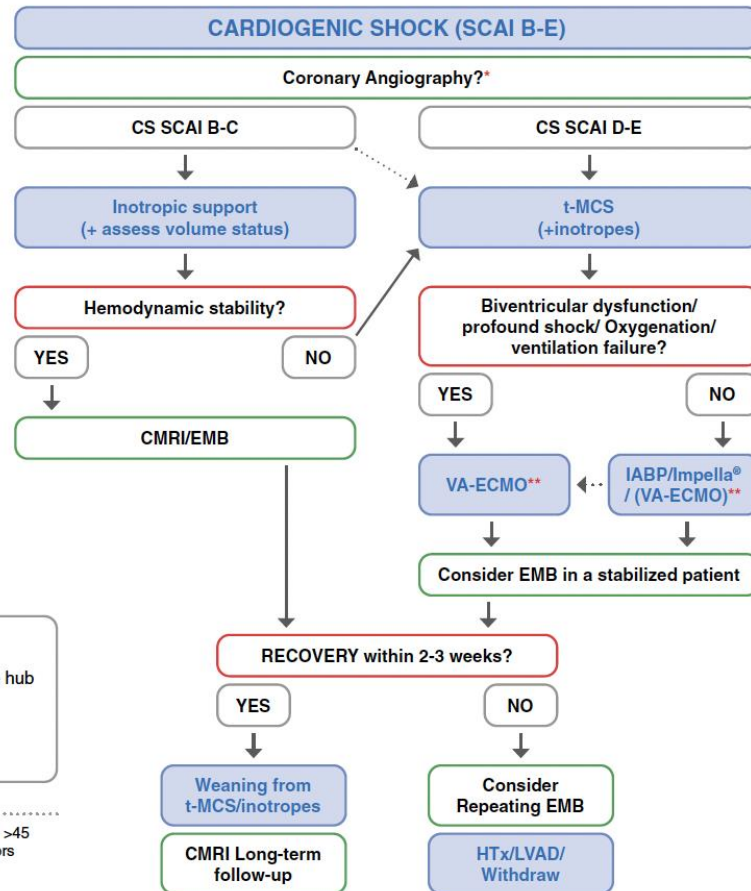 CARDIOGENIC SHOCK (SCAI B-E)
Coronary Angiography?*
CS SCAI B-C
CS SCAI D-E
Inotropic support
(+ assess volume status)
t-MCS
(+inotropes)
Hemodynamic stability?
Biventricular dysfunction/
profound shock/ Oxygenation/
ventilation failure?
YES
NO
YES
NO
CMRI/EMB
VA-ECMO**
IABP/Impella®
/ (VA-ECMO)**
Consider EMB in a stabilized patient
hub
RECOVERY within 2-3 weeks?
YES
NO
Weaning from
t-MCS/inotropes
Consider
Repeating EMB
>45
ors
CMRI Long-term
follow-up
HTx/LVAD/
Withdraw